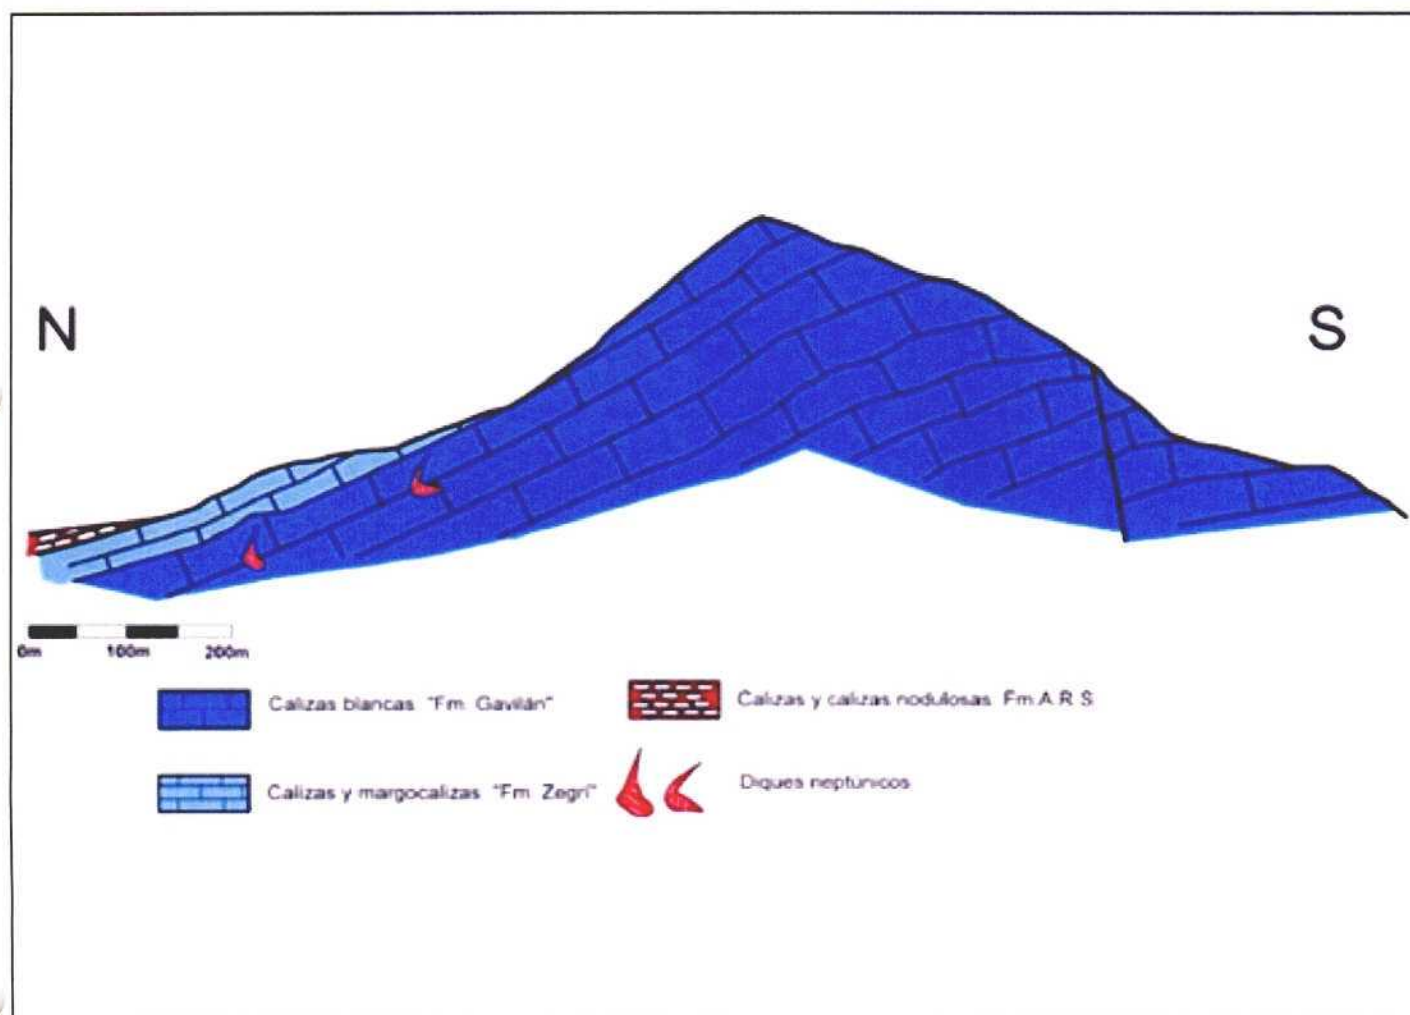 N
S
0m 100m 200m
Calizas blancas "Fm. Gavilán"
Calizas y calizas nodulosas Fm.A.R.S
Calizas y margocalizas "Fm. Zegrí"
Diques neptúnicos